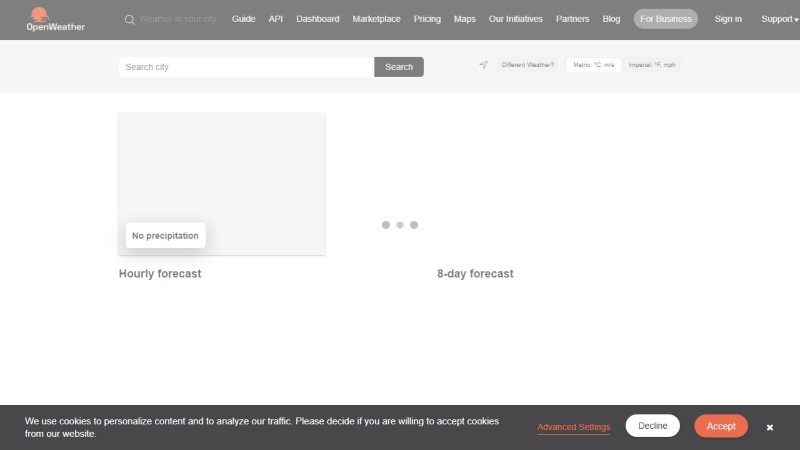 OpenWeather
Weather in your city
Guide
API
Dashboard
Marketplace
Pricing
Maps
Our Initiatives
Partners
Blog
For Business
Sign in
Support
Search city
Search
Different Weather?
Metric: °C, m/s
Imperial: °F, mph
No precipitation
Hourly forecast
8-day forecast
We use cookies to personalize content and to analyze our traffic. Please decide if you are willing to accept cookies
from our website.
Advanced Settings
Decline
Accept